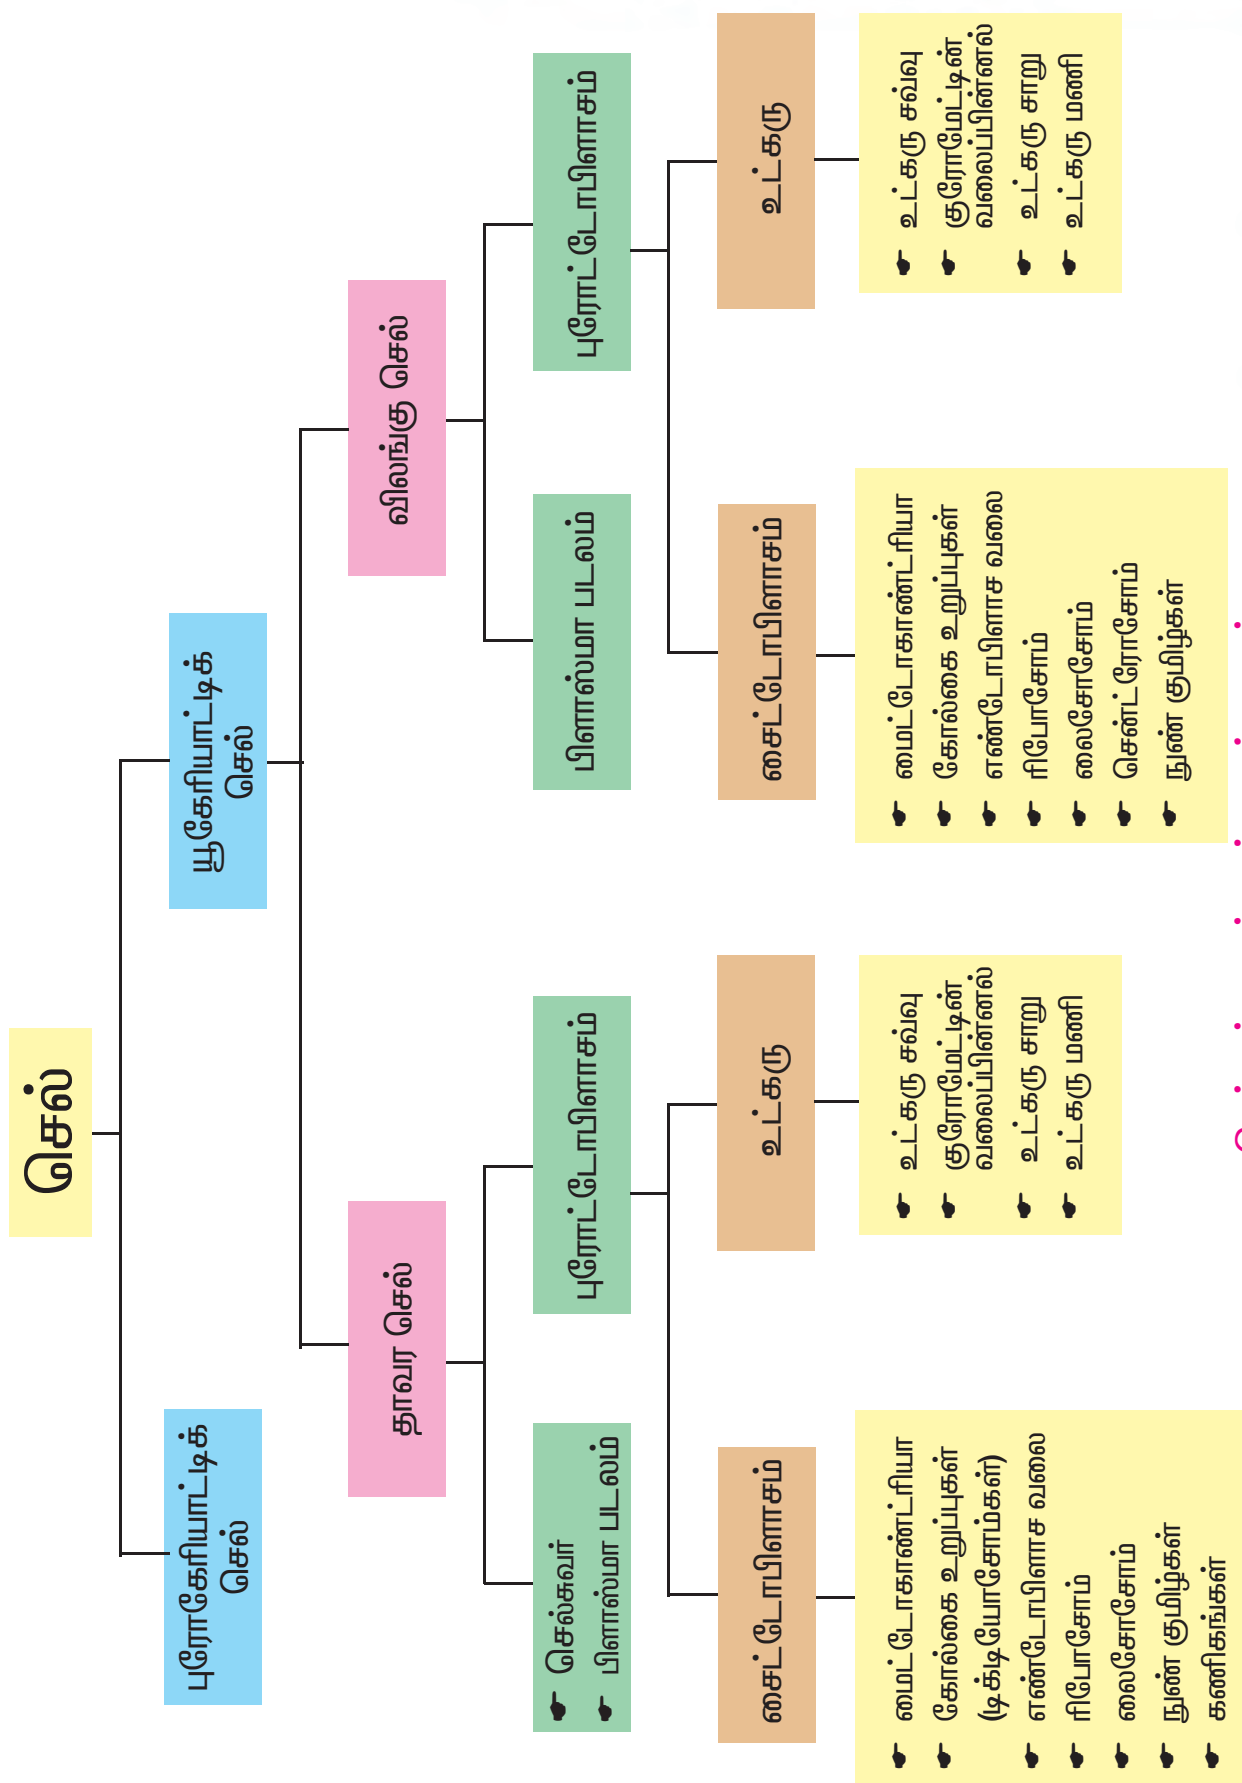 செல்
புரோகேரியாட்டிக்
செல்
யூகேரியாட்டிக்
செல்
தாவர செல்
விலங்கு செல்
செல்சுவர்
பிளாஸ்மா படலம்
புரோட்டோபிளாசம்
பிளாஸ்மா படலம்
புரோட்டோபிளாசம்
சைட்டோபிளாசம்
உட்கரு
சைட்டோபிளாசம்
உட்கரு
மைட்டோகாண்ட்ரியா
கோல்கை உறுப்புகள்
(டிக்டியோசோம்கள்)
எண்டோபிளாச வலை
ரிபோசோம்
லைசோசோம்
நுண் குமிழ்கள்
கணிகங்கள்
உட்கரு சவ்வு
குரோமேட்டின்
வலைப்பின்னல்
உட்கரு சாறு
உட்கரு மணி
மைட்டோகாண்ட்ரியா
கோல்கை உறுப்புகள்
எண்டோபிளாச வலை
ரிபோசோம்
லைசோசோம்
சென்ட்ரோசோம்
நுண் குமிழ்கள்
உட்கரு சவ்வு
குரோமேட்டின்
வலைப்பின்னல்
உட்கரு சாறு
உட்கரு மணி